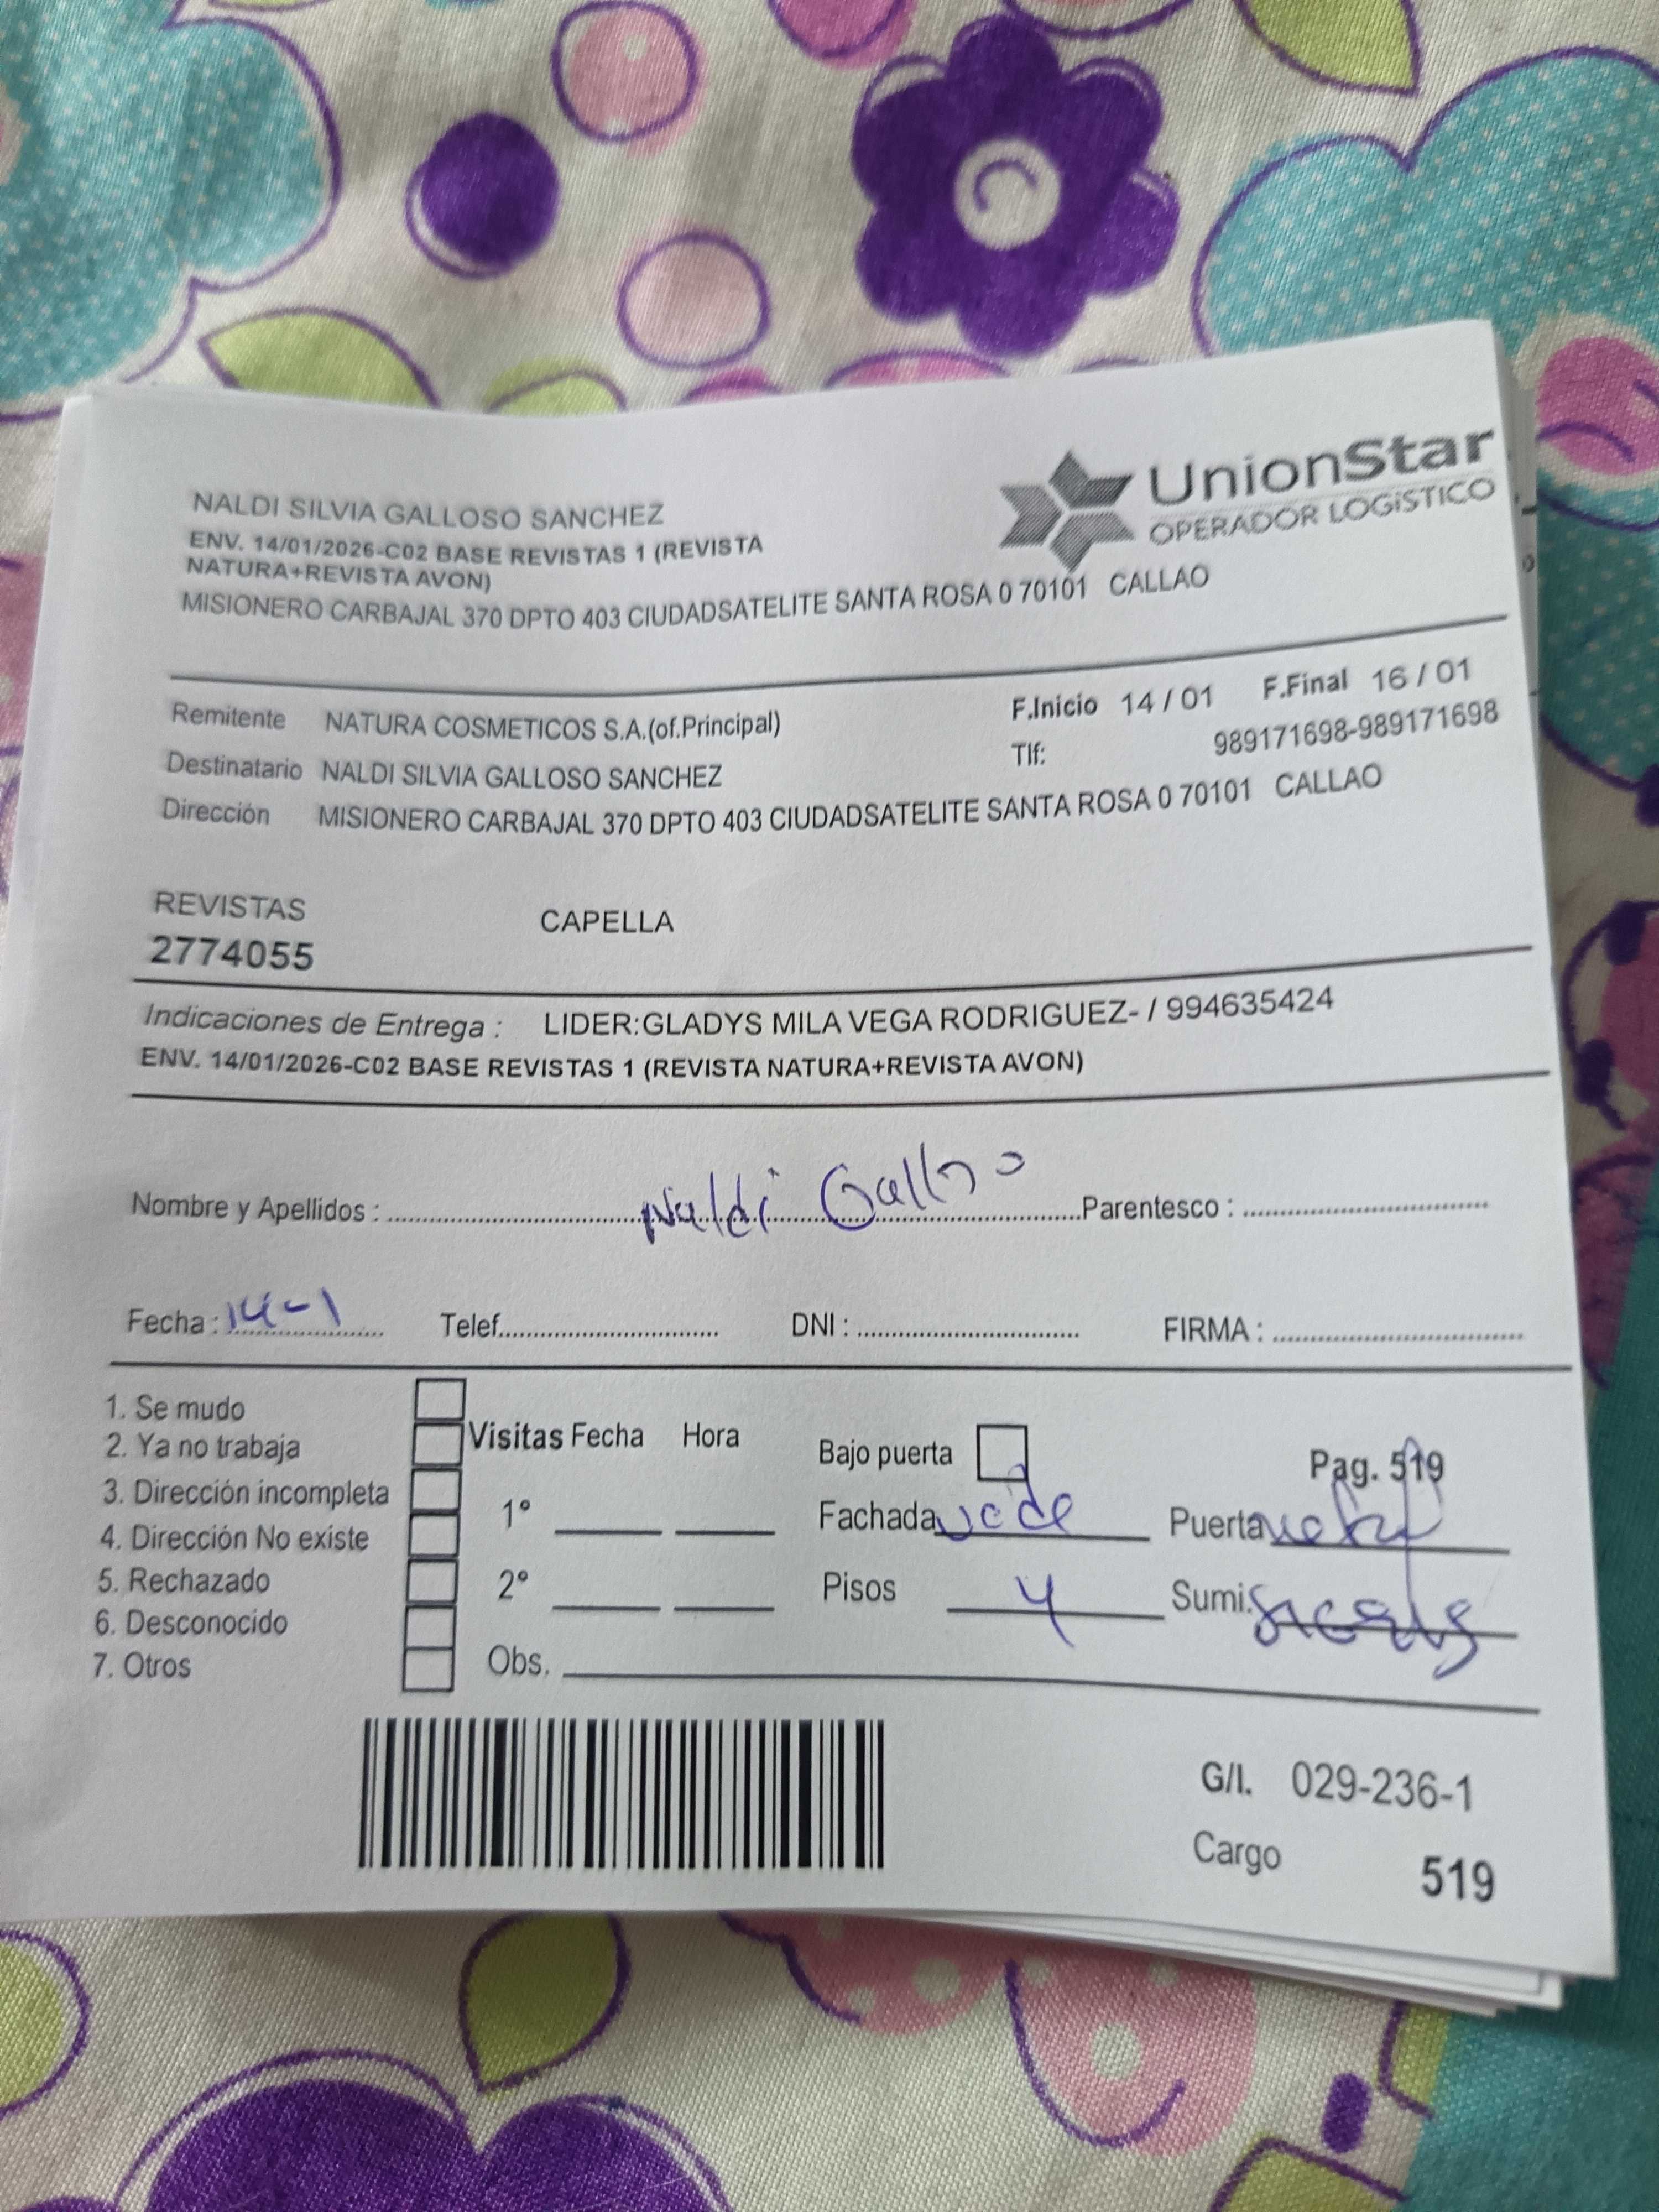 UnionStar
OPERADOR LOGíSTICO
NALDI SILVIA GALLOSO SANCHEZ
ENV. 14/01/2026-C02 BASE REVISTAS 1 (REVISTA
NATURA+REVISTA AVON)
MISIONERO CARBAJAL 370 DPTO 403 CIUDADSATELITE SANTA ROSA 0 70101 CALLAO
Remitente NATURA COSMETICOS S.A.(of.Principal) F.Inicio 14 / 01 F.Final 16 / 01
Tlf: 989171698-989171698
Destinatario NALDI SILVIA GALLOSO SANCHEZ
Dirección MISIONERO CARBAJAL 370 DPTO 403 CIUDADSATELITE SANTA ROSA 0 70101 CALLAO
REVISTAS CAPELLA
2774055
Indicaciones de Entrega : LIDER:GLADYS MILA VEGA RODRIGUEZ- / 994635424
ENV. 14/01/2026-C02 BASE REVISTAS 1 (REVISTA NATURA+REVISTA AVON)
Nombre y Apellidos : Naldi Galloso Parentesco :
Fecha : 14-1 Telef. DNI : FIRMA :
1. Se mudo
2. Ya no trabaja
3. Dirección incompleta
4. Dirección No existe
5. Rechazado
6. Desconocido
7. Otros
Visitas Fecha Hora
1°
2°
Obs.
Bajo puerta Pag. 519
Fachada Puerta
Pisos 4 Sumi.
G/I. 029-236-1
Cargo 519